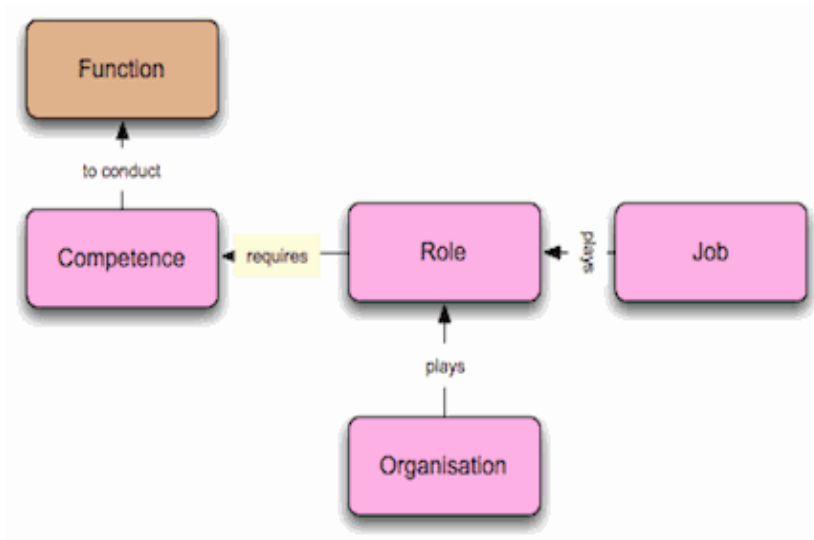 Function
to conduct
Competence
requires
Role
plays
Job
plays
Organisation